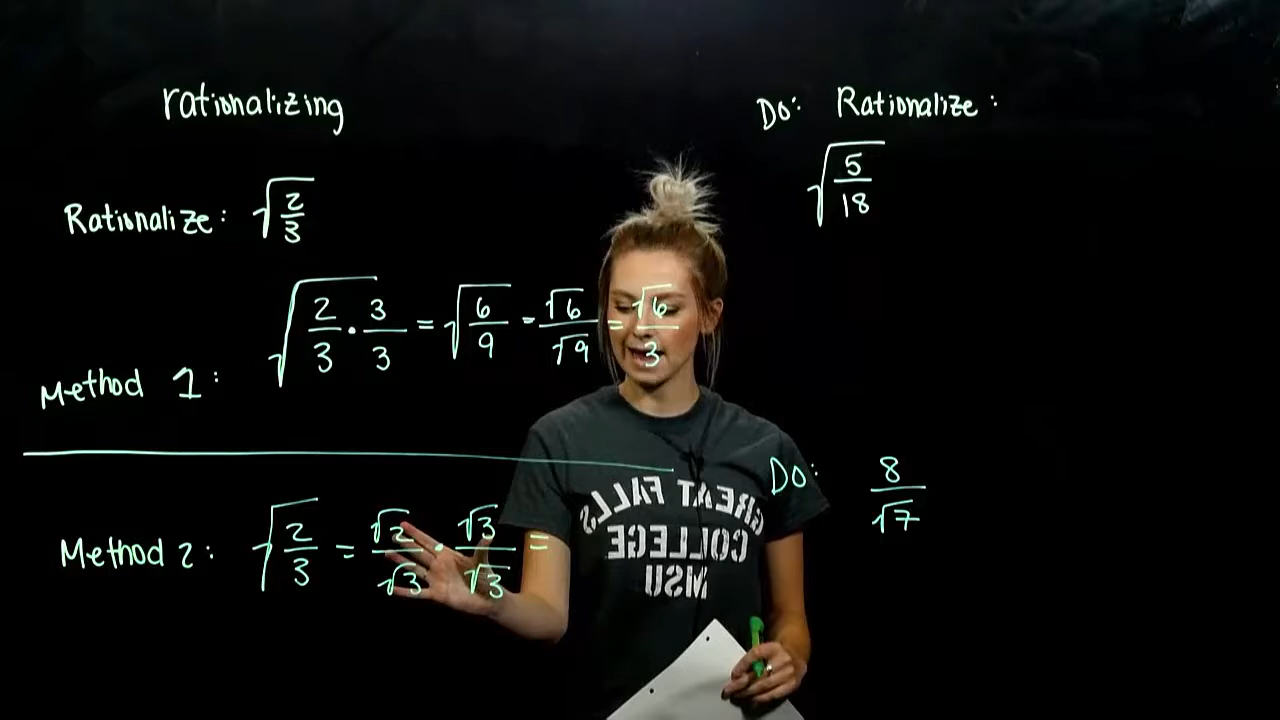 rationalizing
Rationalize: √(2/3)
√(2/3 · 3/3) = √(6/9) = √6/√9 = √6/3
Method 1:
Method 2: √(2/3) = √2/√3 · √3/√3 =
Do: Rationalize:
√(5/18)
Do: 8/√7
GREAT FALLS
COLLEGE
MSU